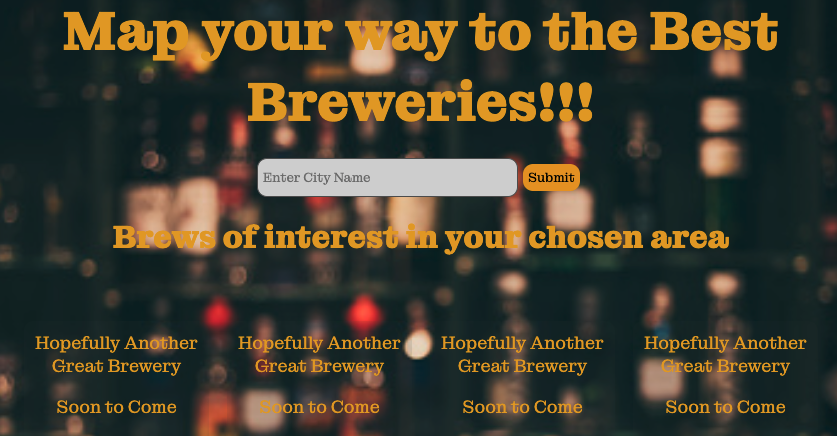 Map your way to the Best
Breweries!!!
Enter City Name Submit
Brews of interest in your chosen area
Hopefully Another Hopefully Another Hopefully Another Hopefully Another
Great Brewery Great Brewery Great Brewery Great Brewery
Soon to Come Soon to Come Soon to Come Soon to Come